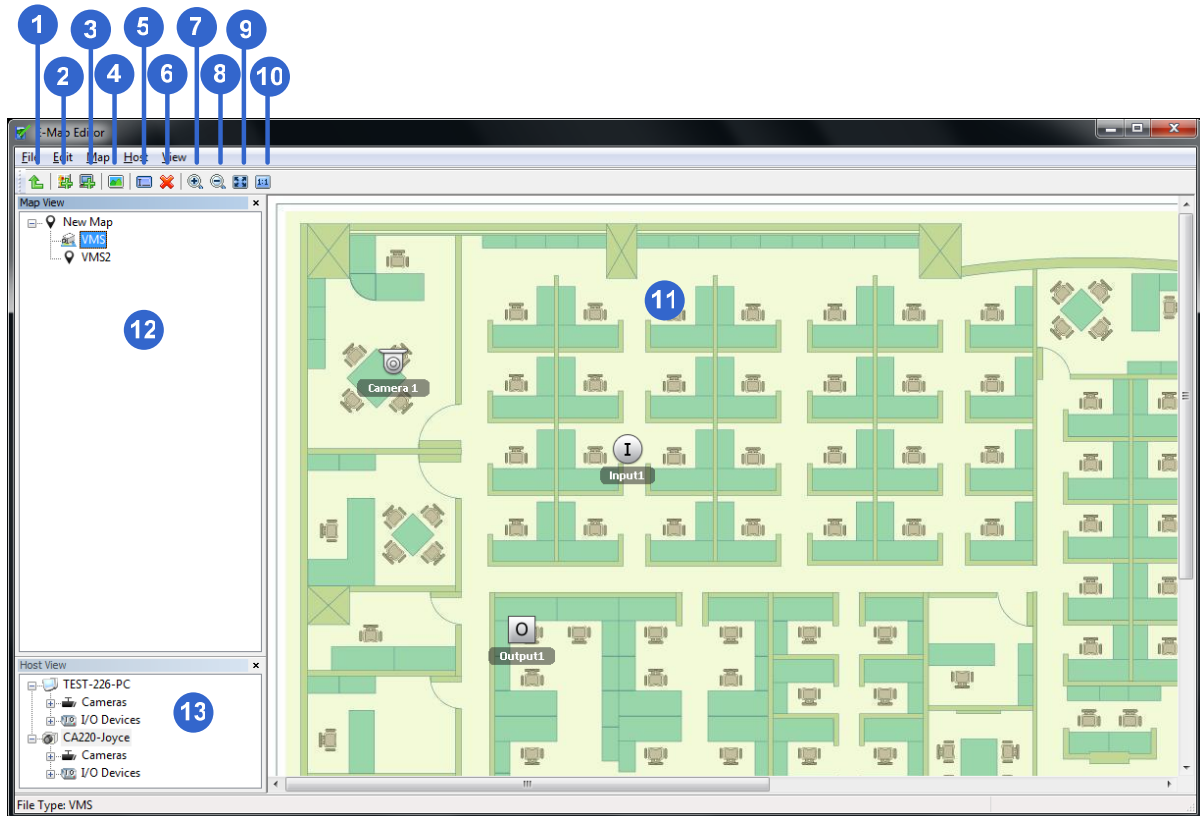 1 3 5 7 9
2 4 6 8 10
E-Map Editor
File Edit Map Host View
1:1
Map View
New Map
VMS
VMS2
12
11
Camera 1
I
Input1
O
Output1
Host View
TEST-226-PC
Cameras
I/O Devices
CA220-Joyce
Cameras
I/O Devices
13
File Type: VMS